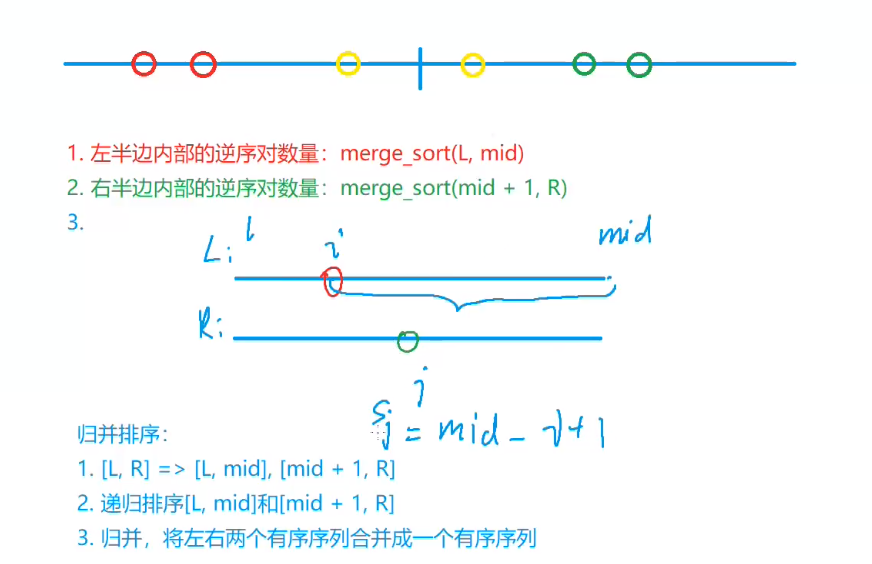 1. 左半边内部的逆序对数量：merge_sort(L, mid)
2. 右半边内部的逆序对数量：merge_sort(mid + 1, R)
3.
L: l i mid
R:
j
Sj = mid - i + 1
归并排序：
1. [L, R] => [L, mid], [mid + 1, R]
2. 递归排序[L, mid]和[mid + 1, R]
3. 归并，将左右两个有序序列合并成一个有序序列